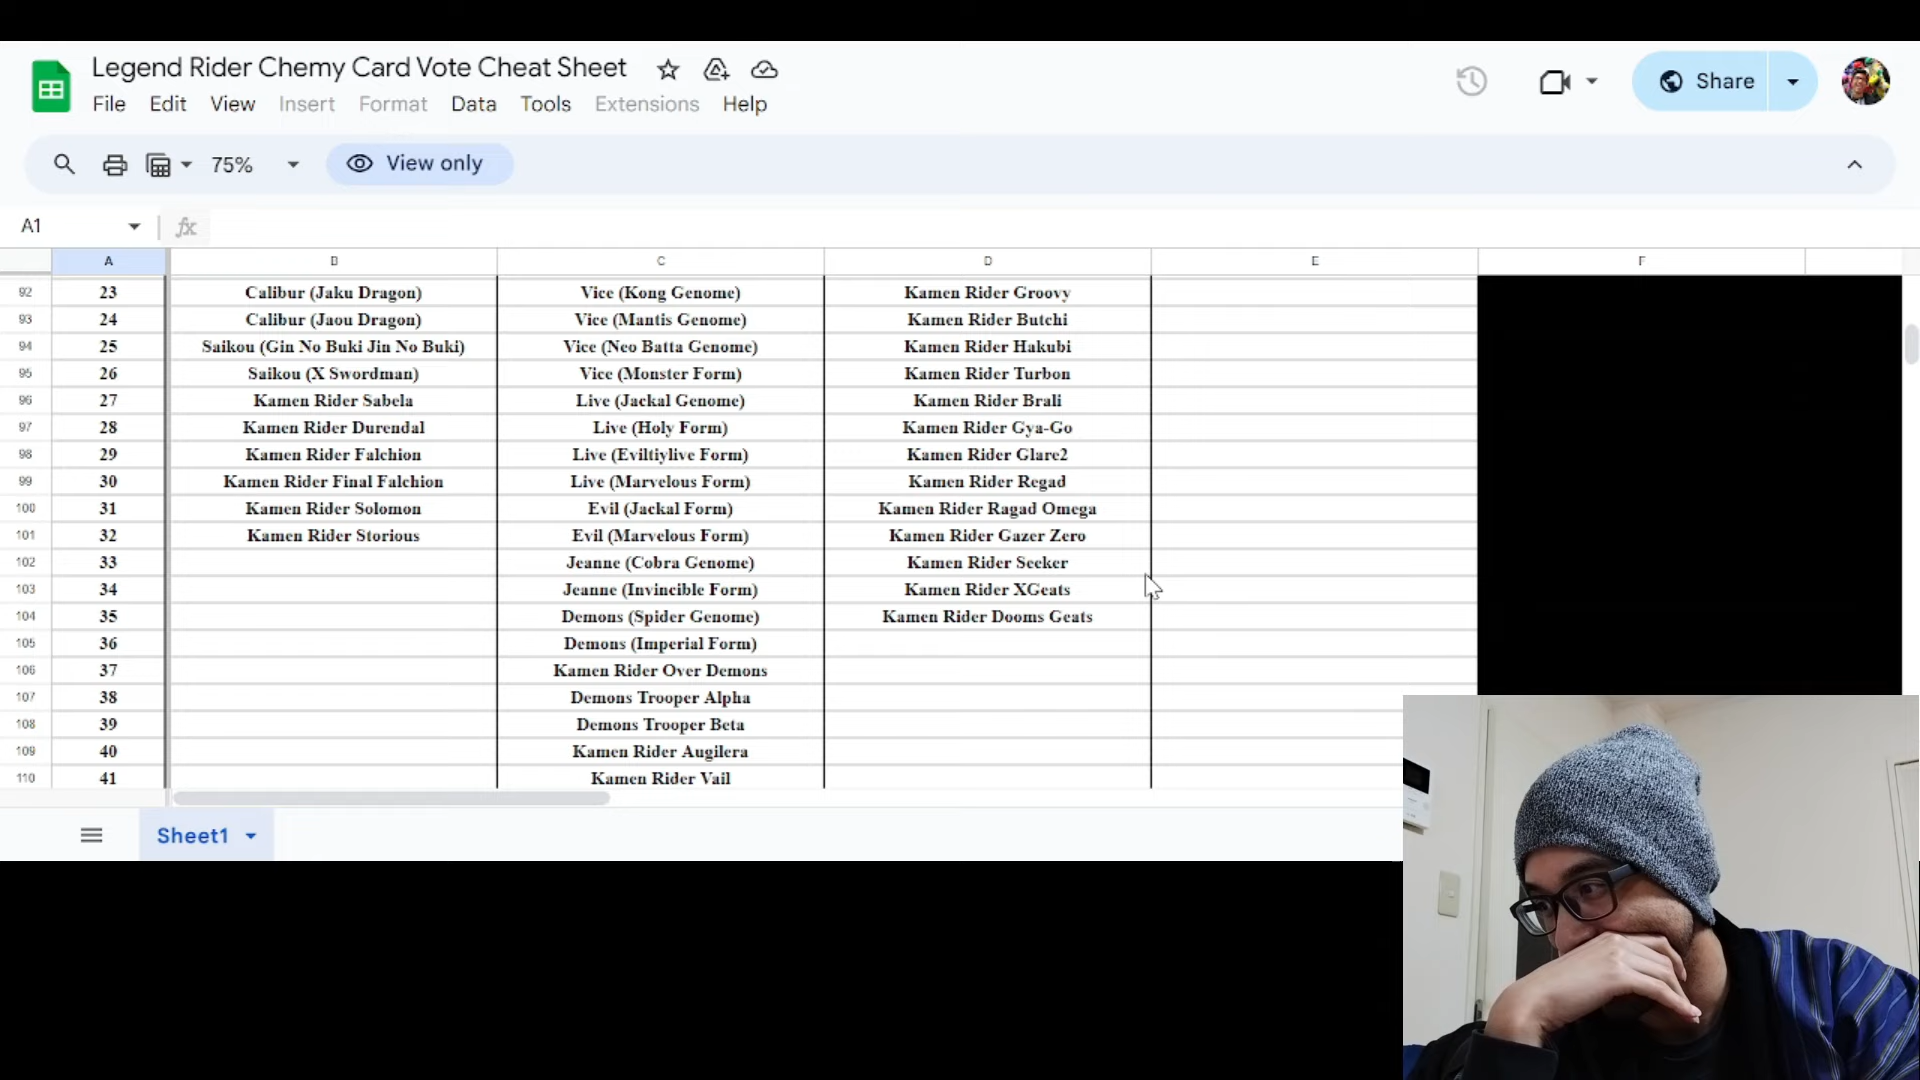 Legend Rider Chemy Card Vote Cheat Sheet
File Edit View Insert Format Data Tools Extensions Help
Share
75% View only
A1 fx
A B C D E F
92 23 Calibur (Jaku Dragon) Vice (Kong Genome) Kamen Rider Groovy
93 24 Calibur (Jaou Dragon) Vice (Mantis Genome) Kamen Rider Butchi
94 25 Saikou (Gin No Buki Jin No Buki) Vice (Neo Batta Genome) Kamen Rider Hakubi
95 26 Saikou (X Swordman) Vice (Monster Form) Kamen Rider Turbon
96 27 Kamen Rider Sabela Live (Jackal Genome) Kamen Rider Brali
97 28 Kamen Rider Durendal Live (Holy Form) Kamen Rider Gya-Go
98 29 Kamen Rider Falchion Live (Eviltiylive Form) Kamen Rider Glare2
99 30 Kamen Rider Final Falchion Live (Marvelous Form) Kamen Rider Regad
100 31 Kamen Rider Solomon Evil (Jackal Form) Kamen Rider Ragad Omega
101 32 Kamen Rider Storious Evil (Marvelous Form) Kamen Rider Gazer Zero
102 33 Jeanne (Cobra Genome) Kamen Rider Seeker
103 34 Jeanne (Invincible Form) Kamen Rider XGeats
104 35 Demons (Spider Genome) Kamen Rider Dooms Geats
105 36 Demons (Imperial Form)
106 37 Kamen Rider Over Demons
107 38 Demons Trooper Alpha
108 39 Demons Trooper Beta
109 40 Kamen Rider Augilera
110 41 Kamen Rider Vail
Sheet1